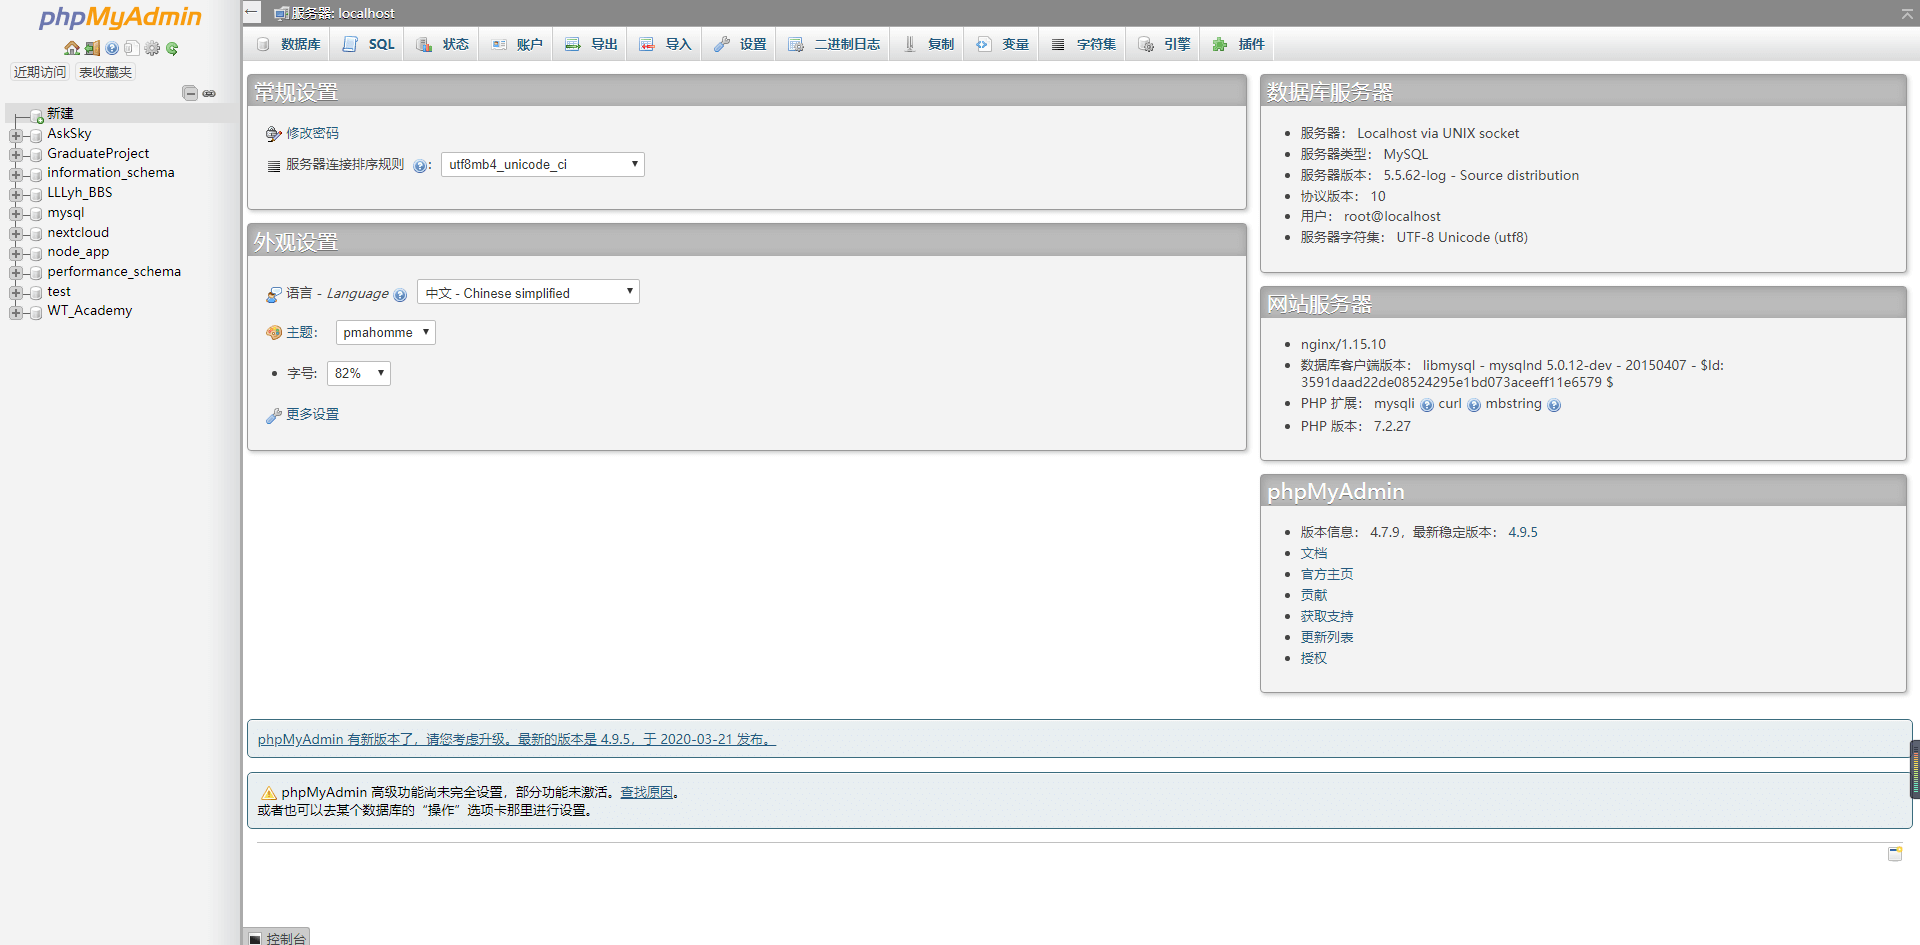 phpMyAdmin
近期访问 表收藏夹
新建
AskSky
GraduateProject
information_schema
LLLyh_BBS
mysql
nextcloud
node_app
performance_schema
test
WT_Academy
服务器: localhost
数据库 SQL 状态 账户 导出 导入 设置 二进制日志 复制 变量 字符集 引擎 插件
常规设置
修改密码
服务器连接排序规则 : utf8mb4_unicode_ci
外观设置
语言 - Language 中文 - Chinese simplified
主题： pmahomme
字号: 82%
更多设置
数据库服务器
服务器： Localhost via UNIX socket
服务器类型： MySQL
服务器版本： 5.5.62-log - Source distribution
协议版本： 10
用户： root@localhost
服务器字符集： UTF-8 Unicode (utf8)
网站服务器
nginx/1.15.10
数据库客户端版本： libmysql - mysqlnd 5.0.12-dev - 20150407 - $Id:
3591daad22de08524295e1bd073aceeff11e6579 $
PHP 扩展： mysqli curl mbstring
PHP 版本： 7.2.27
phpMyAdmin
版本信息： 4.7.9，最新稳定版本： 4.9.5
文档
官方主页
贡献
获取支持
更新列表
授权
phpMyAdmin 有新版本了，请您考虑升级。最新的版本是 4.9.5，于 2020-03-21 发布。
phpMyAdmin 高级功能尚未完全设置，部分功能未激活。查找原因。
或者也可以去某个数据库的“操作”选项卡那里进行设置。
控制台